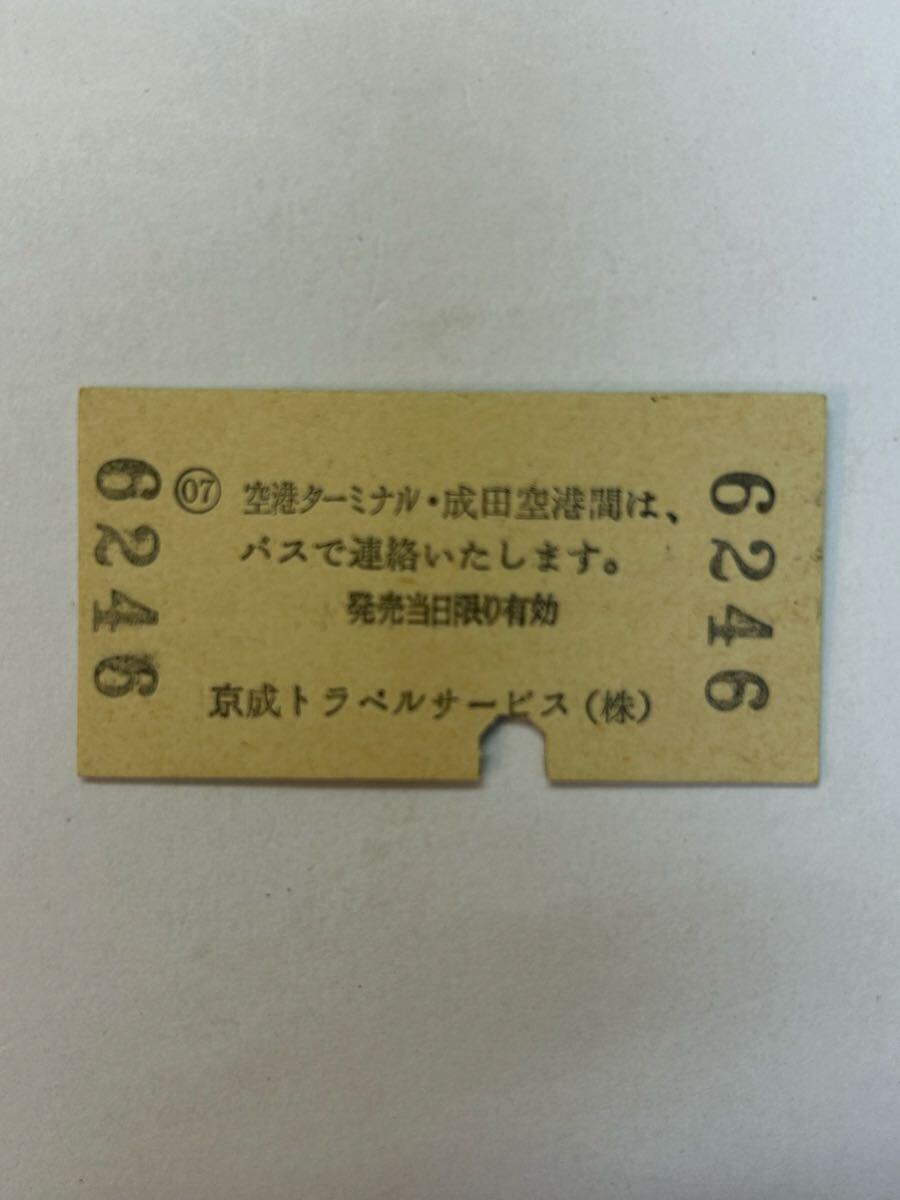 6246
07 空港ターミナル・成田空港間は、
バスで連絡いたします。
発売当日限り有効
京成トラベルサービス(株)
6246